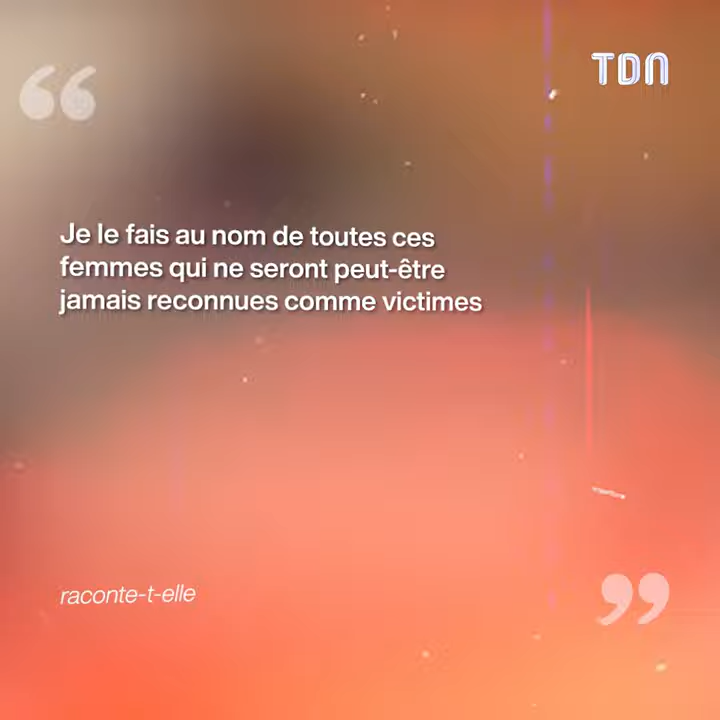 TDN
Je le fais au nom de toutes ces
femmes qui ne seront peut-être
jamais reconnues comme victimes
raconte-t-elle